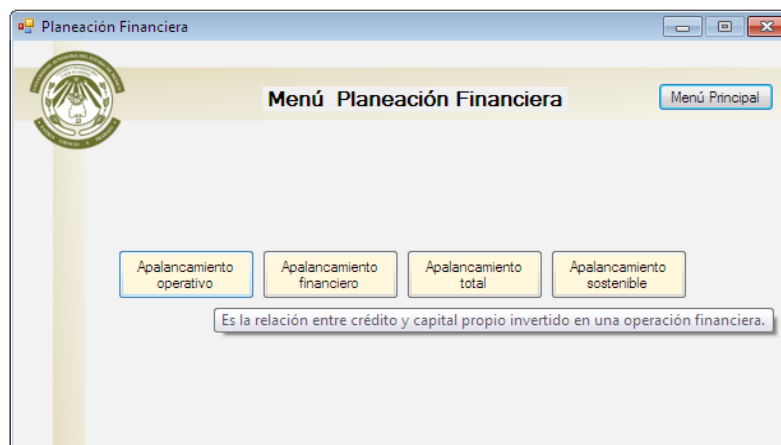 Planeación Financiera
Menú Planeación Financiera
Menú Principal
Apalancamiento
operativo
Apalancamiento
financiero
Apalancamiento
total
Apalancamiento
sostenible
Es la relación entre crédito y capital propio invertido en una operación financiera.